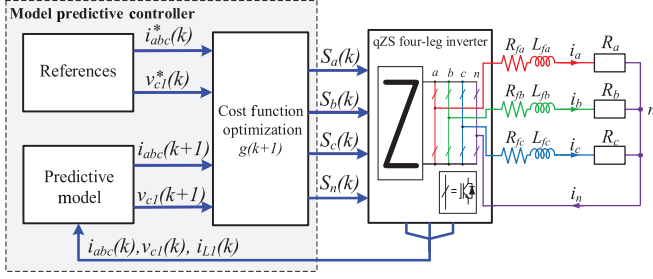 Model predictive controller
References
i*abc(k)
v*c1(k)
Predictive model
iabc(k+1)
vc1(k+1)
Cost function optimization
g(k+1)
Sa(k)
Sb(k)
Sc(k)
Sn(k)
iabc(k),vc1(k), iL1(k)
qZS four-leg inverter
a b c n
Z
=
Rfa Lfa ia Ra
Rfb Lfb ib Rb
Rfc Lfc ic Rc
in
n